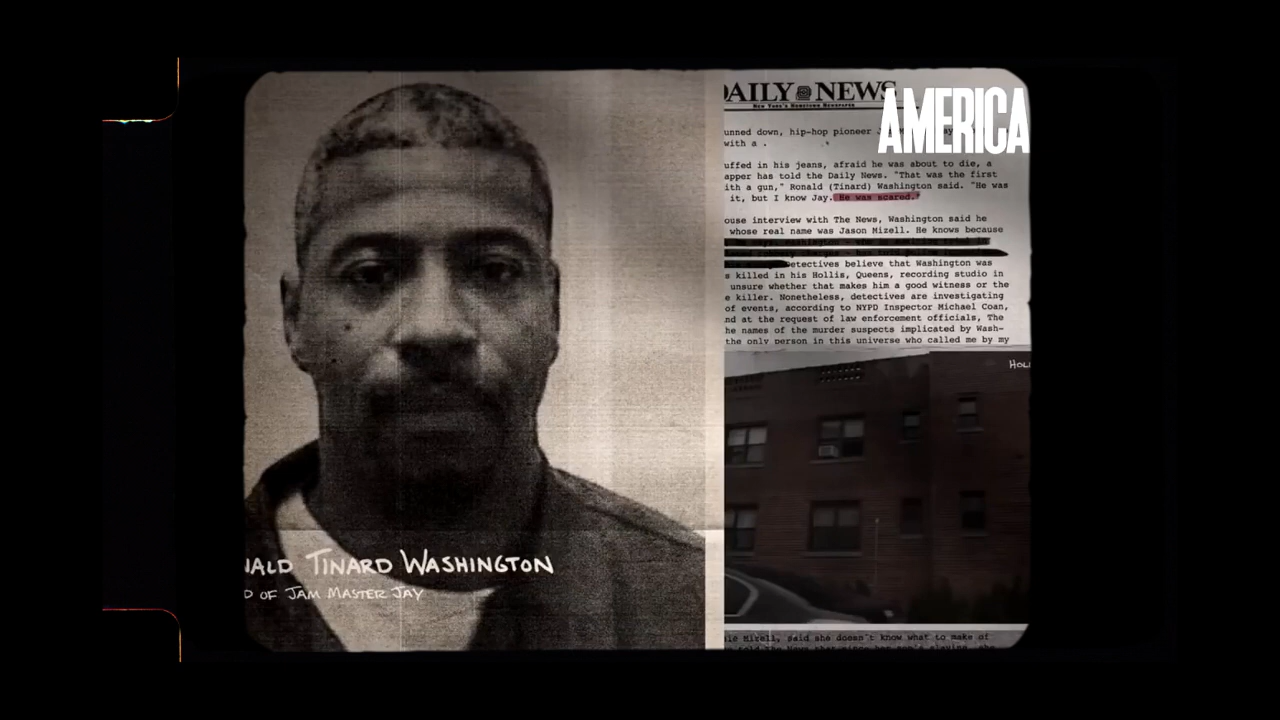 AMERICA
DAILY NEWS
New York's Hometown Newspaper
unned down, hip-hop pioneer J
with a .
uffed in his jeans, afraid he was about to die, a
apper has told the Daily News. "That was the first
ith a gun," Ronald (Tinard) Washington said. "He was
it, but I know Jay. He was scared."
ouse interview with The News, Washington said he
whose real name was Jason Mizell. He knows because
Detectives believe that Washington was
s killed in his Hollis, Queens, recording studio in
unsure whether that makes him a good witness or the
e killer. Nonetheless, detectives are investigating
of events, according to NYPD Inspector Michael Coan,
nd at the request of law enforcement officials, The
he names of the murder suspects implicated by Wash-
the only person in this universe who called me by my
HOL
NALD TINARD WASHINGTON
D OF JAM MASTER JAY
Mizell, said she doesn't know what to make of